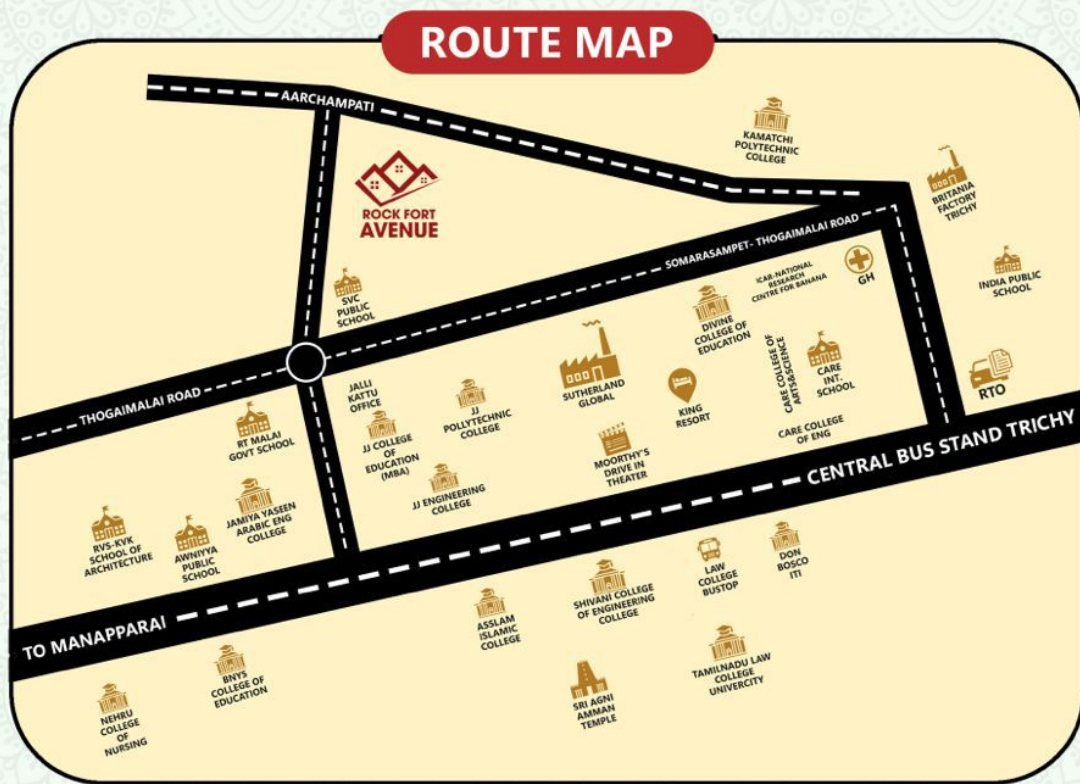 ROUTE MAP
AARCHAMPATI
KAMATCHI
POLYTECHNIC
COLLEGE
BRITANIA
FACTORY
TRICHY
ROCK FORT
AVENUE
SOMARASAMPET- THOGAIMALAI ROAD
ICAR-NATIONAL
RESEARCH
CENTRE FOR BANANA
GH
INDIA PUBLIC
SCHOOL
SVC
PUBLIC
SCHOOL
DIVINE
COLLEGE OF
EDUCATION
CARE COLLEGE OF
ARTS&SCIENCE
CARE
INT.
SCHOOL
RTO
THOGAIMALAI ROAD
JALLI
KATTU
OFFICE
JJ
POLLYTECHNIC
COLLEGE
SUTHERLAND
GLOBAL
KING
RESORT
CARE COLLEGE
OF ENG
RT MALAI
GOVT SCHOOL
JJ COLLEGE
OF
EDUCATION
(MBA)
MOORTHY'S
DRIVE IN
THEATER
CENTRAL BUS STAND TRICHY
JJ ENGINEERING
COLLEGE
JAMIYA YASEEN
ARABIC ENG
COLLEGE
RVS-KVK
SCHOOL OF
ARCHITECTURE
AWNIYYA
PUBLIC
SCHOOL
TO MANAPPARAI
ASSLAM
ISLAMIC
COLLEGE
SHIVANI COLLEGE
OF ENGINEERING
COLLEGE
LAW
COLLEGE
BUSTOP
DON
BOSCO
ITI
BNYS
COLLEGE OF
EDUCATION
NEHRU
COLLEGE
OF
NURSING
SRI AGNI
AMMAN
TEMPLE
TAMILNADU LAW
COLLEGE
UNIVERCITY